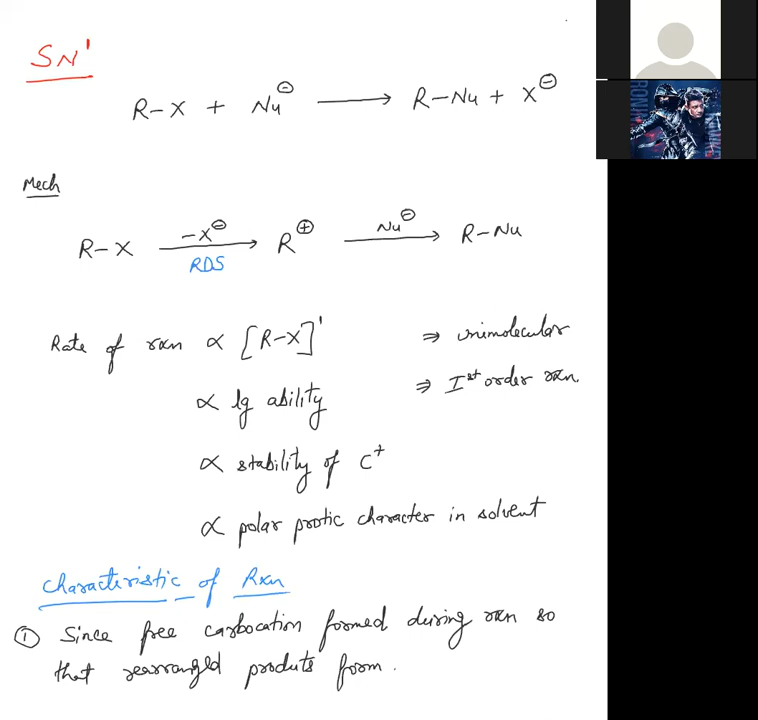 SN¹
R-X + Nu⊖ ⟶ R-Nu + X⊖
Mech
R-X —(-X⊖, RDS)→ R⊕ —(Nu⊖)→ R-Nu
Rate of rxn ∝ [R-X]¹ ⇒ unimolecular
⇒ Ist order rxn.
∝ lg ability
∝ stability of C⁺
∝ polar protic character in solvent
Characteristic of Rxn
① Since free carbocation formed during rxn so
that rearranged produts form.
RONIN